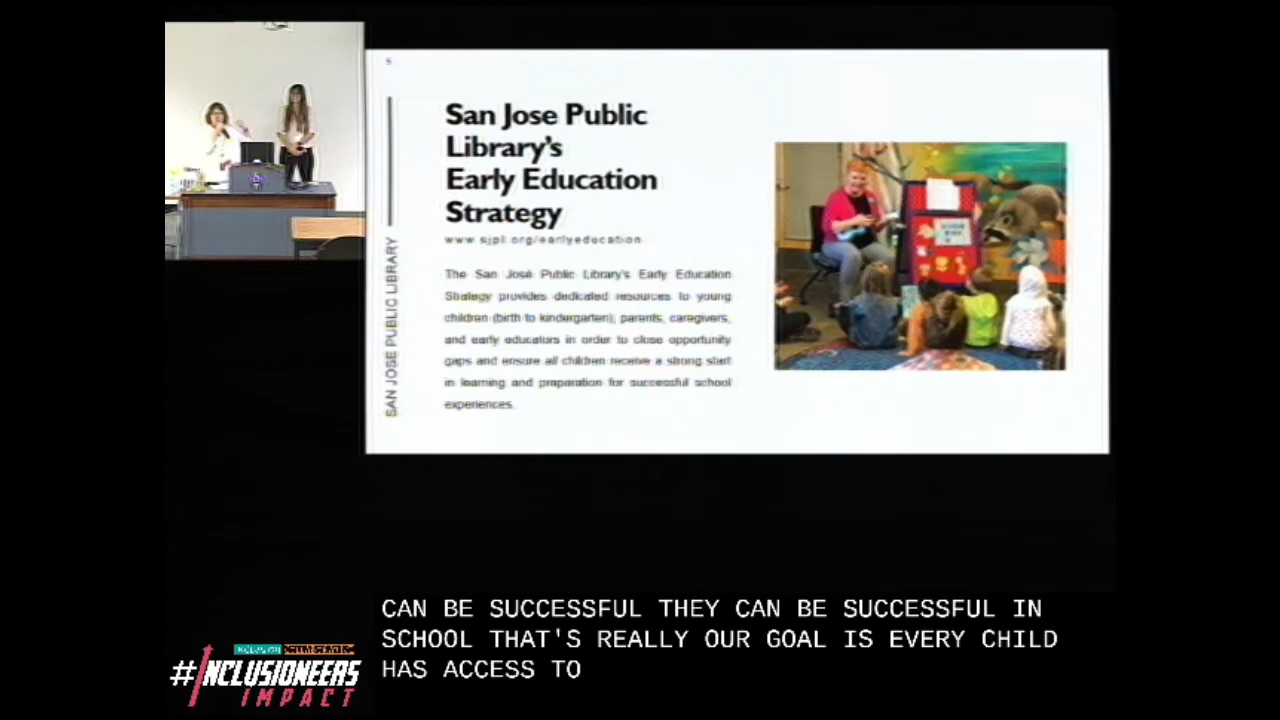 5
San Jose Public
Library's
Early Education
Strategy
www.sjpl.org/earlyeducation
The San José Public Library's Early Education
Strategy provides dedicated resources to young
children (birth to kindergarten), parents, caregivers,
and early educators in order to close opportunity
gaps and ensure all children receive a strong start
in learning and preparation for successful school
experiences.
SAN JOSE PUBLIC LIBRARY
CAN BE SUCCESSFUL THEY CAN BE SUCCESSFUL IN
SCHOOL THAT'S REALLY OUR GOAL IS EVERY CHILD
HAS ACCESS TO
#INCLUSIONEERS
IMPACT